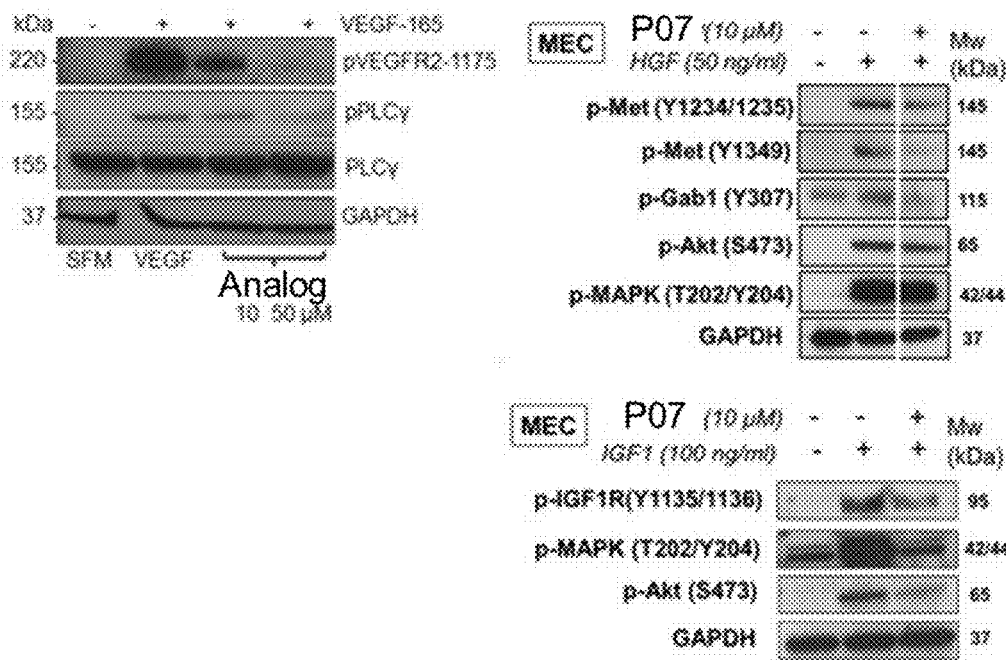 kDa - + + + VEGF-165
220 pVEGFR2-1175
155 pPLCγ
155 PLCγ
37 GAPDH
SFM VEGF
Analog
10 50 µM
MEC P07 (10 µM) - - + Mw
HGF (50 ng/ml) - + + (kDa)
p-Met (Y1234/1235) 145
p-Met (Y1349) 145
p-Gab1 (Y307) 115
p-Akt (S473) 65
p-MAPK (T202/Y204) 42/44
GAPDH 37
MEC P07 (10 µM) - - + Mw
IGF1 (100 ng/ml) - + + (kDa)
p-IGF1R(Y1135/1136) 95
p-MAPK (T202/Y204) 42/44
p-Akt (S473) 65
GAPDH 37